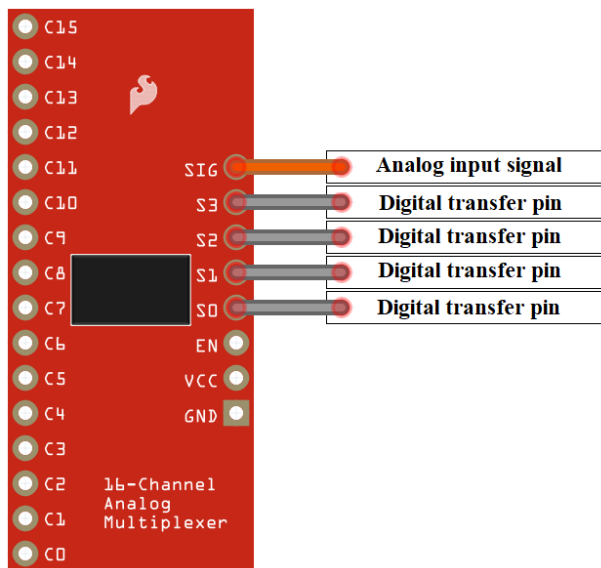 C15
C14
C13
C12
C11
C10
C9
C8
C7
C6
C5
C4
C3
C2
C1
C0
SIG
S3
S2
S1
S0
EN
VCC
GND
16-Channel
Analog
Multiplexer
Analog input signal
Digital transfer pin
Digital transfer pin
Digital transfer pin
Digital transfer pin